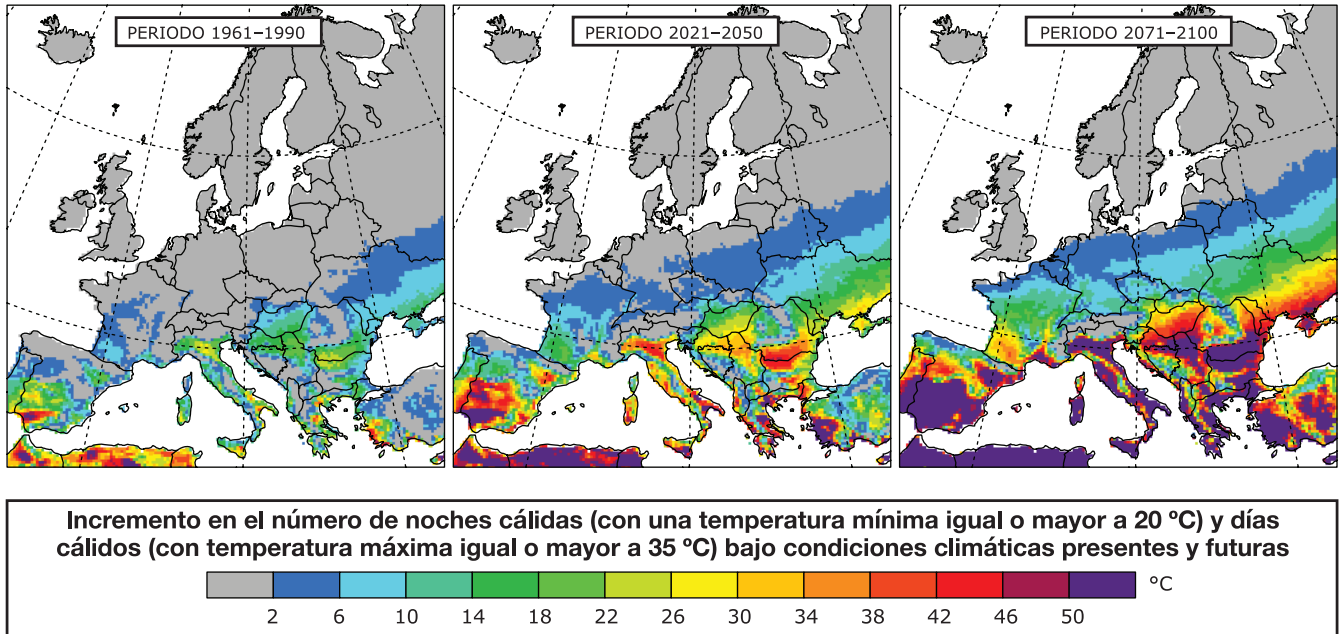 PERIODO 1961–1990
PERIODO 2021–2050
PERIODO 2071–2100
Incremento en el número de noches cálidas (con una temperatura mínima igual o mayor a 20 ºC) y días
cálidos (con temperatura máxima igual o mayor a 35 ºC) bajo condiciones climáticas presentes y futuras
ºC
2 6 10 14 18 22 26 30 34 38 42 46 50